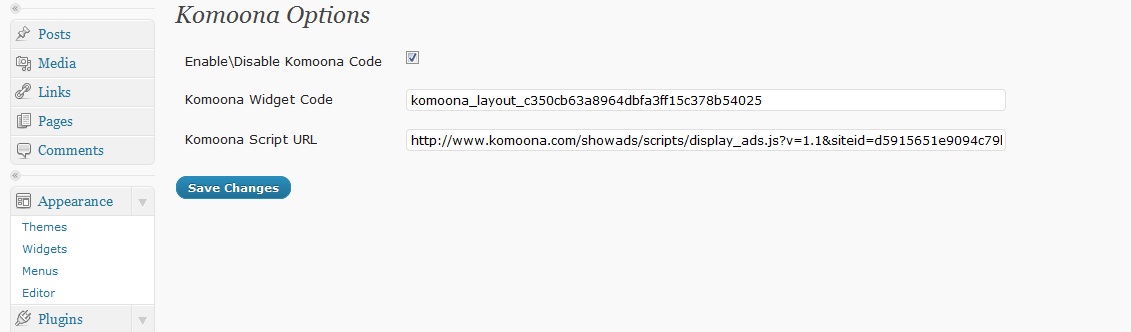 Komoona Options
Posts
Media
Links
Pages
Comments
Appearance
Themes
Widgets
Menus
Editor
Plugins
Enable\Disable Komoona Code
Komoona Widget Code
komoona_layout_c350cb63a8964dbfa3ff15c378b54025
Komoona Script URL
http://www.komoona.com/showads/scripts/display_ads.js?v=1.1&siteid=d5915651e9094c79
Save Changes